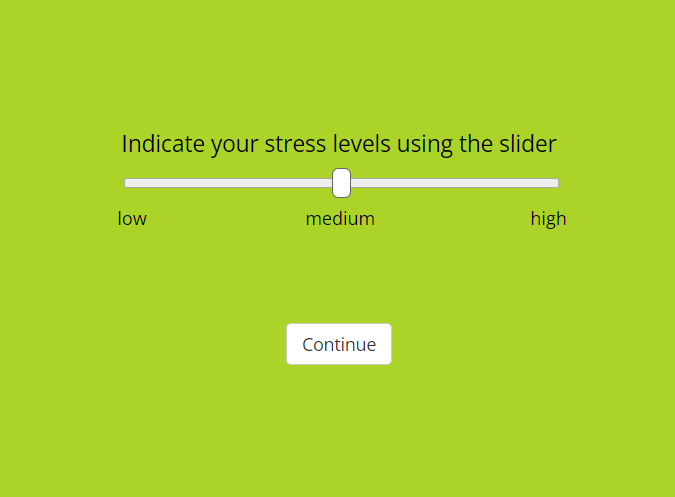 Indicate your stress levels using the slider
low medium high
Continue